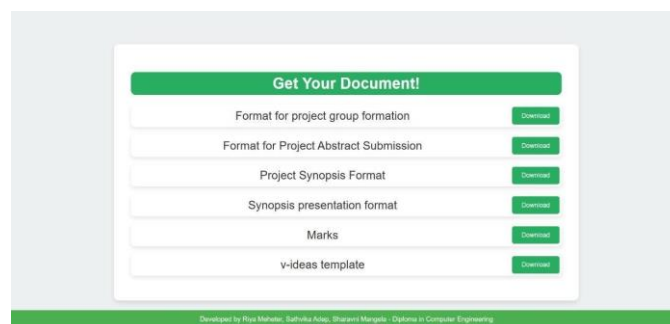 Get Your Document!
Format for project group formation Download
Format for Project Abstract Submission Download
Project Synopsis Format Download
Synopsis presentation format Download
Marks Download
v-ideas template Download
Developed by Riya Meheter, Sathvika Adep, Bharavni Mangela - Diploma in Computer Engineering